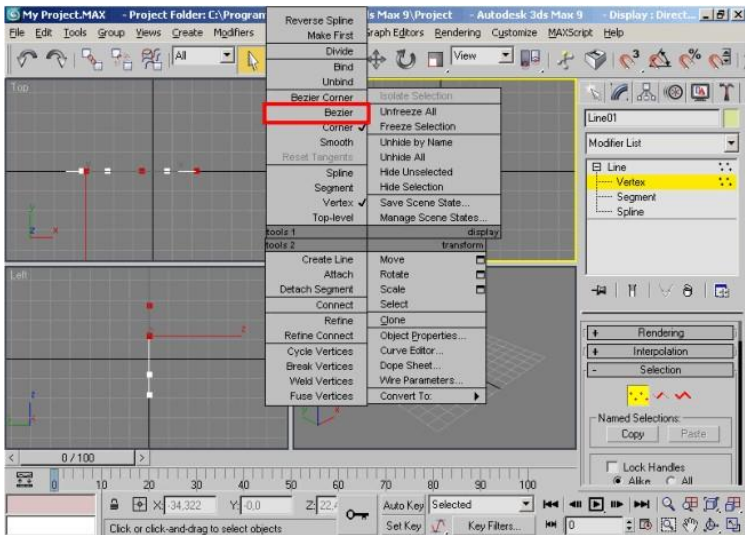 My Project.MAX - Project Folder: C:\Program
s Max 9\Project - Autodesk 3ds Max 9 - Display : Direct...
File Edit Tools Group Views Create Modifiers
Graph Editors Rendering Customize MAXScript Help
All
View
Reverse Spline
Make First
Divide
Bind
Unbind
Bezier Corner
Bezier
Corner
Smooth
Reset Tangents
Spline
Segment
Vertex
Top-level
tools 1
Isolate Selection
Unfreeze All
Freeze Selection
Unhide by Name
Unhide All
Hide Unselected
Hide Selection
Save Scene State...
Manage Scene States...
display
tools 2
Create Line
Attach
Detach Segment
Connect
Refine
Refine Connect
Cycle Vertices
Break Vertices
Weld Vertices
Fuse Vertices
transform
Move
Rotate
Scale
Select
Clone
Object Properties...
Curve Editor...
Dope Sheet...
Wire Parameters...
Convert To:
Top
y
z x
Left
z
Line01
Modifier List
Line
Vertex
Segment
Spline
+ Rendering
+ Interpolation
- Selection
Named Selections:
Copy Paste
Lock Handles
Alike All
< 0 / 100 >
0 10 20 30 40 50 60 70 80 90 100
X: -34,322 Y: -0,0 Z: 22,4
Auto Key Selected
Set Key Key Filters...
0
Click or click-and-drag to select objects